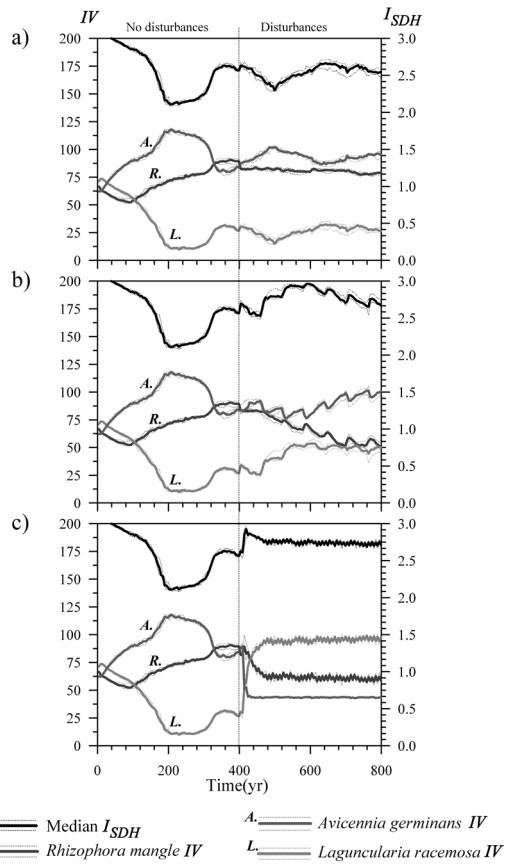 IV No disturbances Disturbances I SDH
a)
200 3.0
175 2.5
150 2.0
125
100 A. 1.5
75 R. 1.0
50
25 L. 0.5
0 0.0
b)
200 3.0
175 2.5
150 2.0
125
100 A. 1.5
75 R. 1.0
50
25 L. 0.5
0 0.0
c)
200 3.0
175 2.5
150 2.0
125
100 A. 1.5
75 R. 1.0
50
25 L. 0.5
0 0.0
0 200 400 600 800
Time(yr)
Median I SDH A. Avicennia germinans IV
Rhizophora mangle IV L. Laguncularia racemosa IV